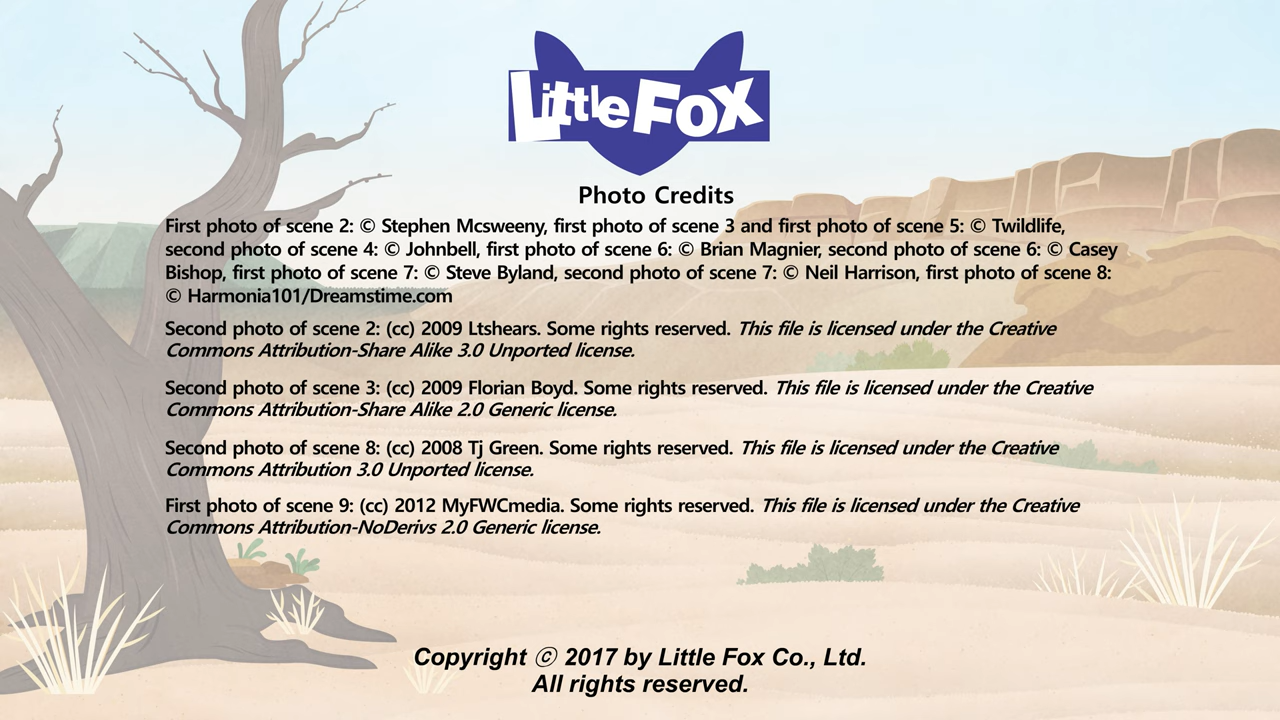 Little Fox
Photo Credits
First photo of scene 2: © Stephen Mcsweeny, first photo of scene 3 and first photo of scene 5: © Twildlife,
second photo of scene 4: © Johnbell, first photo of scene 6: © Brian Magnier, second photo of scene 6: © Casey
Bishop, first photo of scene 7: © Steve Byland, second photo of scene 7: © Neil Harrison, first photo of scene 8:
© Harmonia101/Dreamstime.com
Second photo of scene 2: (cc) 2009 Ltshears. Some rights reserved. This file is licensed under the Creative
Commons Attribution-Share Alike 3.0 Unported license.
Second photo of scene 3: (cc) 2009 Florian Boyd. Some rights reserved. This file is licensed under the Creative
Commons Attribution-Share Alike 2.0 Generic license.
Second photo of scene 8: (cc) 2008 Tj Green. Some rights reserved. This file is licensed under the Creative
Commons Attribution 3.0 Unported license.
First photo of scene 9: (cc) 2012 MyFWCmedia. Some rights reserved. This file is licensed under the Creative
Commons Attribution-NoDerivs 2.0 Generic license.
Copyright ⓒ 2017 by Little Fox Co., Ltd.
All rights reserved.